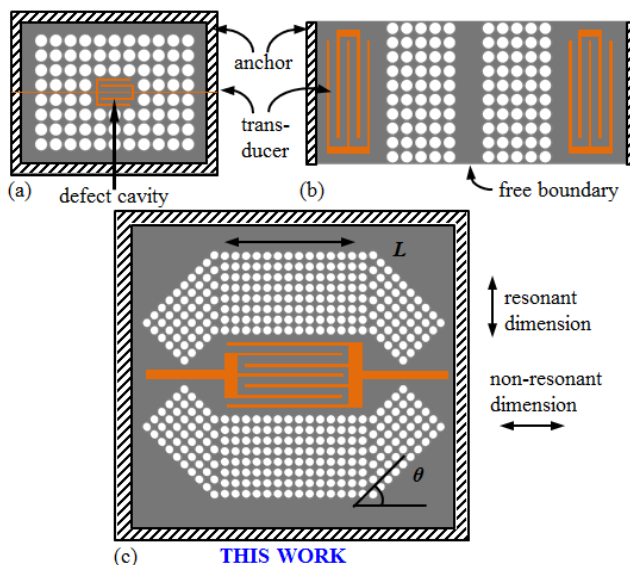 anchor
trans-
ducer
(a)
defect cavity
(b)
free boundary
L
resonant
dimension
non-resonant
dimension
θ
(c)
THIS WORK